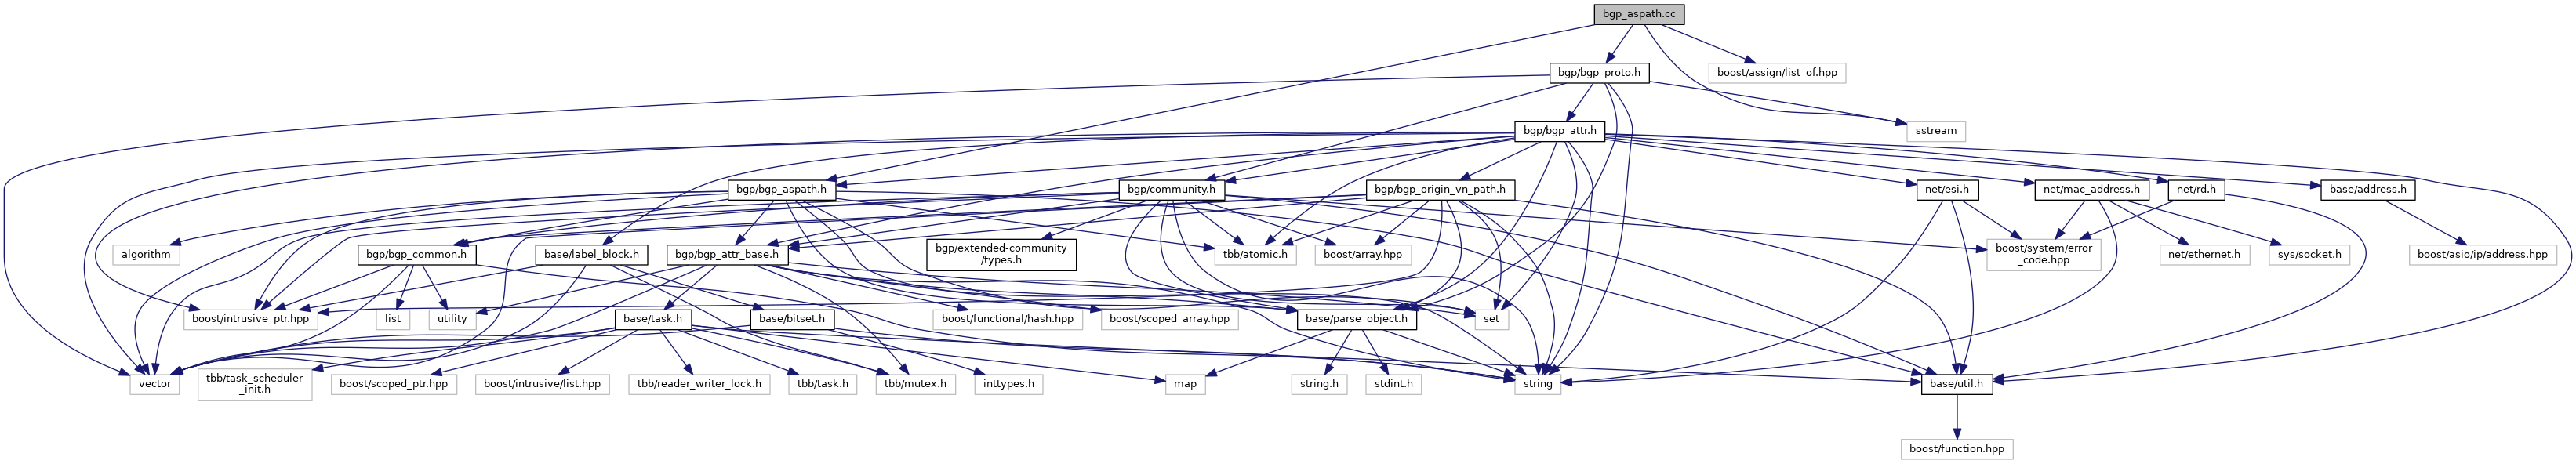 bgp_aspath.cc
bgp/bgp_proto.h
boost/assign/list_of.hpp
bgp/bgp_attr.h
sstream
bgp/bgp_aspath.h
bgp/community.h
bgp/bgp_origin_vn_path.h
net/esi.h
net/mac_address.h
net/rd.h
base/address.h
algorithm
bgp/bgp_common.h
base/label_block.h
bgp/bgp_attr_base.h
bgp/extended-community
/types.h
tbb/atomic.h
boost/array.hpp
boost/system/error
_code.hpp
net/ethernet.h
sys/socket.h
boost/asio/ip/address.hpp
boost/intrusive_ptr.hpp
list
utility
base/task.h
base/bitset.h
boost/functional/hash.hpp
boost/scoped_array.hpp
set
base/parse_object.h
vector
tbb/task_scheduler
_init.h
boost/scoped_ptr.hpp
boost/intrusive/list.hpp
tbb/reader_writer_lock.h
tbb/task.h
tbb/mutex.h
inttypes.h
map
string.h
stdint.h
string
base/util.h
boost/function.hpp